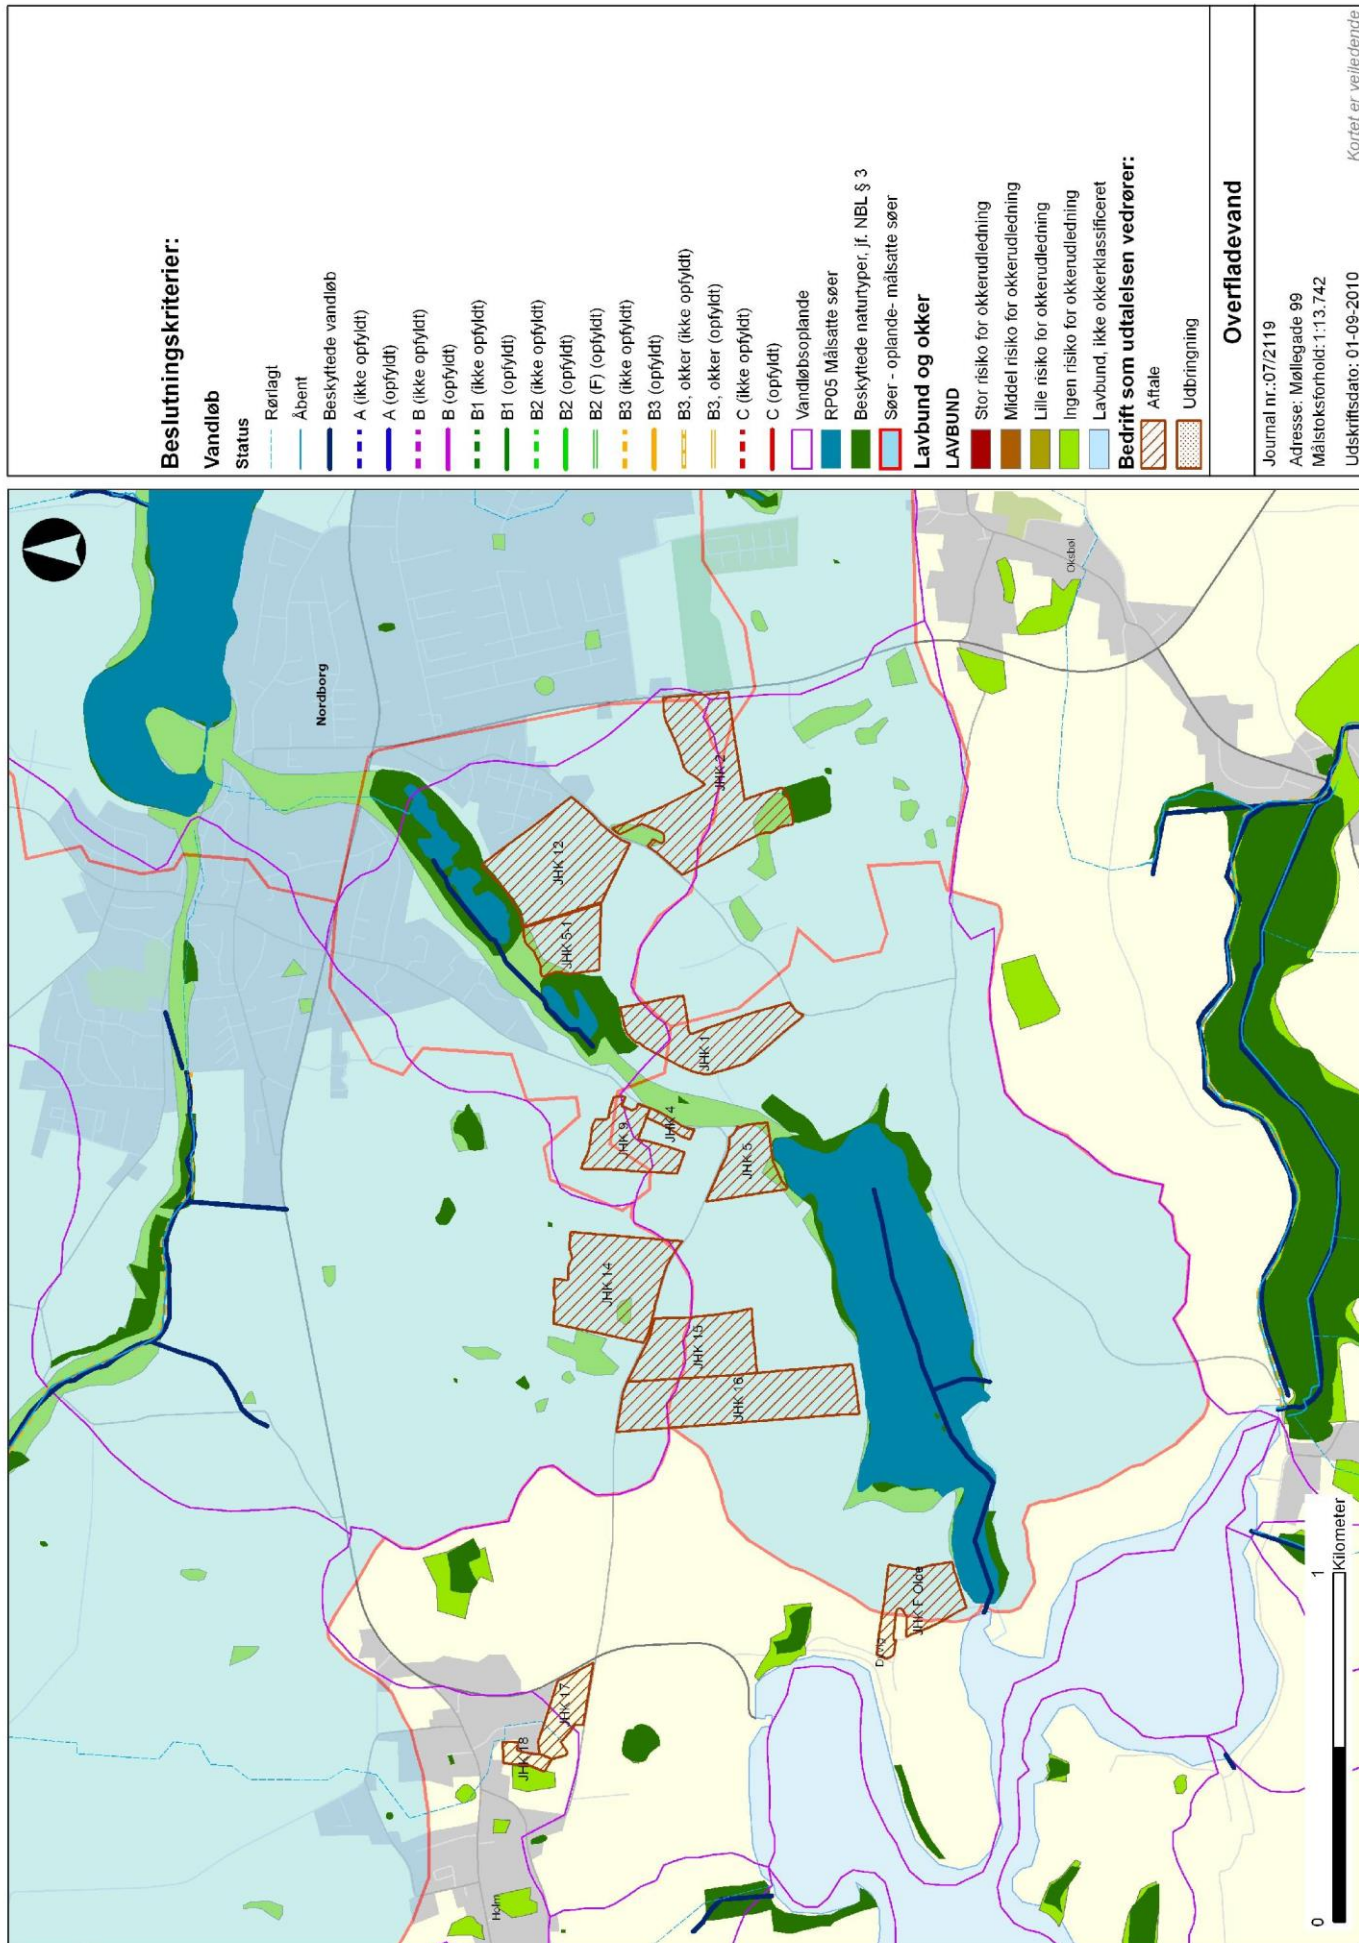 Beslutningskriterier:
Vandløb
Status
Rørlagt
Åbent
Beskyttede vandløb
A (ikke opfyldt)
A (opfyldt)
B (ikke opfyldt)
B (opfyldt)
B1 (ikke opfyldt)
B1 (opfyldt)
B2 (ikke opfyldt)
B2 (opfyldt)
B2 (F) (opfyldt)
B3 (ikke opfyldt)
B3 (opfyldt)
B3, okker (ikke opfyldt)
B3, okker (opfyldt)
C (ikke opfyldt)
C (opfyldt)
Vandløbsoplande
RP05 Målsatte søer
Beskyttede naturtyper, jf. NBL § 3
Søer - oplande- målsatte søer
Lavbund og okker
LAVBUND
Stor risiko for okkerudledning
Middel risiko for okkerudledning
Lille risiko for okkerudledning
Ingen risiko for okkerudledning
Lavbund, ikke okkerklassificeret
Bedrift som udtalelsen vedrører:
Aftale
Udbringning
Overfladevand
Journal nr.:07/2119
Adresse: Møllegade 99
Målstoksforhold:1:13.742
Udskriftsdato: 01-09-2010
Kortet er vejledende
Nordborg
Oksbøl
JHK 2
JHK 12
JHK 5-1
JHK 1
JHK 4
JHK 9
JHK 5
JHK 14
JHK 15
JHK 16
JHK F Olde
JHK 17
JHK 18
Holm
0
1
Kilometer